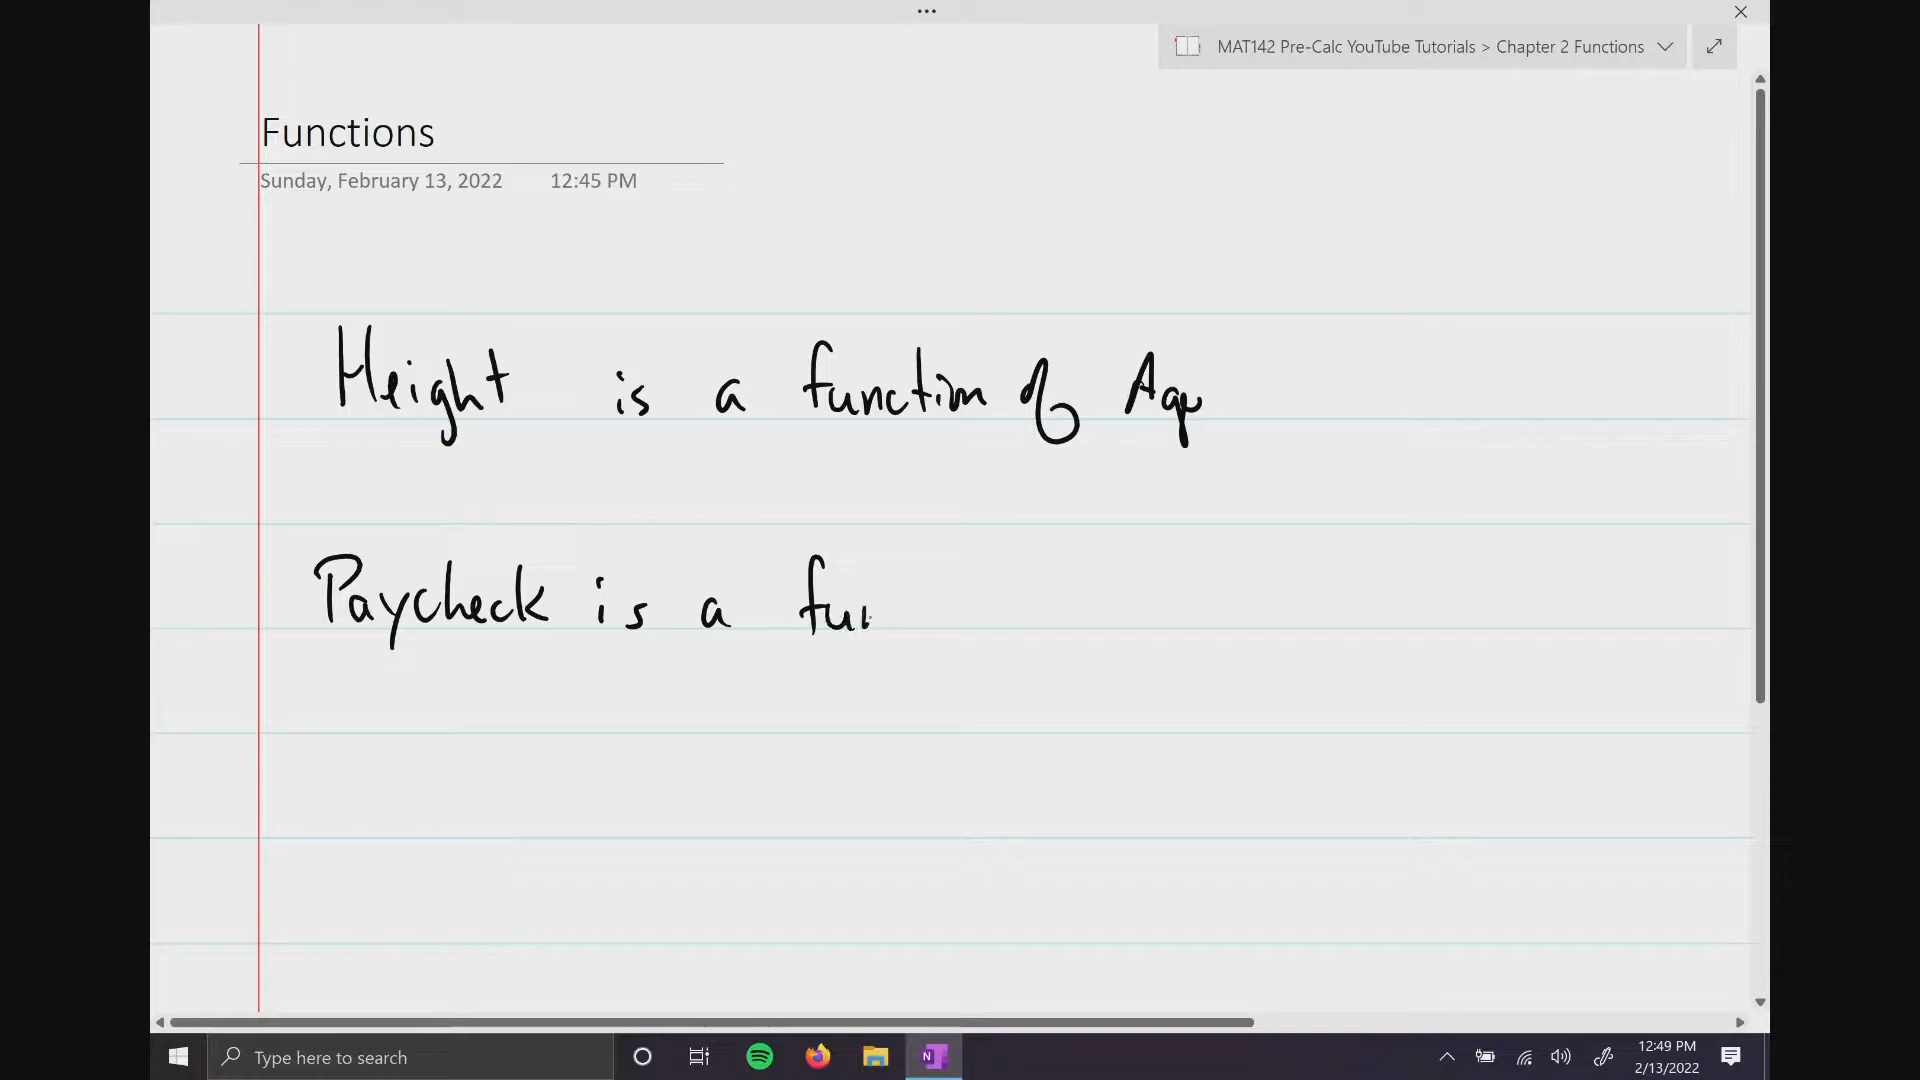 MAT142 Pre-Calc YouTube Tutorials > Chapter 2 Functions
Functions
Sunday, February 13, 2022 12:45 PM
Height is a function of Age
Paycheck is a fun
Type here to search
N
12:49 PM
2/13/2022